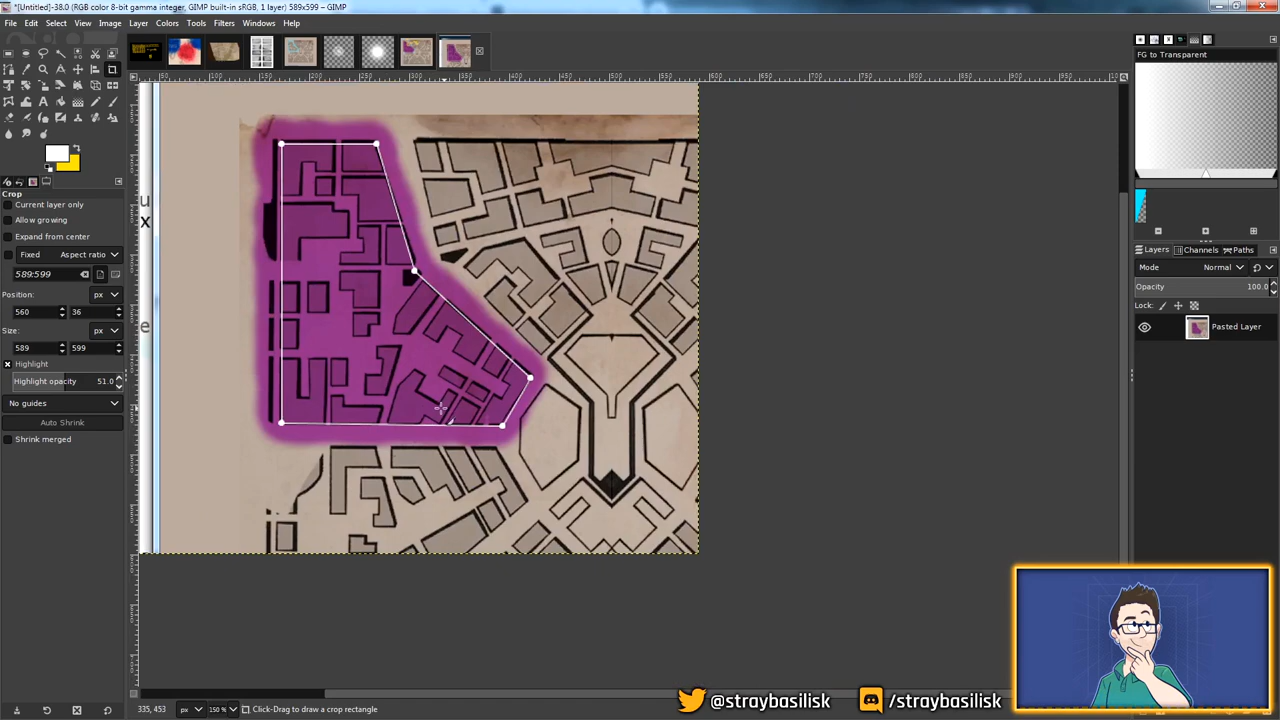 *[Untitled]-38.0 (RGB color 8-bit gamma integer, GIMP built-in sRGB, 1 layer) 589x599 – GIMP
File Edit Select View Image Layer Colors Tools Filters Windows Help
FG to Transparent
Crop
Current layer only
Allow growing
Expand from center
Fixed Aspect ratio
589:599
Position: px
560 36
Size: px
589 599
Highlight
Highlight opacity 51.0
No guides
Auto Shrink
Shrink merged
u
x
e
Layers Channels Paths
Mode Normal
Opacity 100.0
Lock:
Pasted Layer
335, 453 px 150 % Click-Drag to draw a crop rectangle
@straybasilisk /straybasilisk